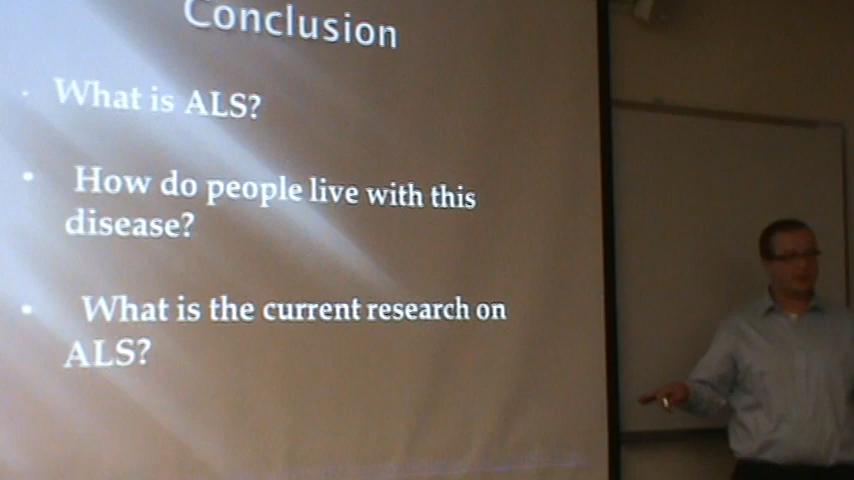 Conclusion
• What is ALS?
• How do people live with this
disease?
• What is the current research on
ALS?